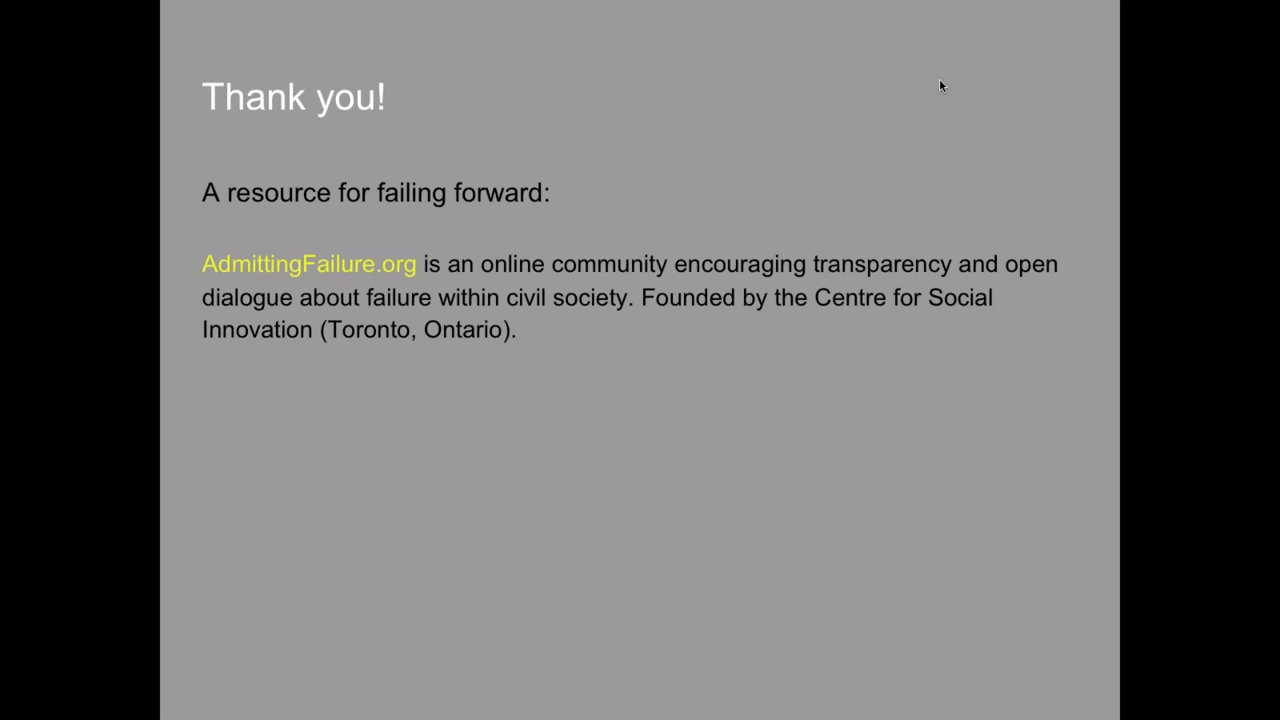 Thank you!
A resource for failing forward:
AdmittingFailure.org is an online community encouraging transparency and open
dialogue about failure within civil society. Founded by the Centre for Social
Innovation (Toronto, Ontario).